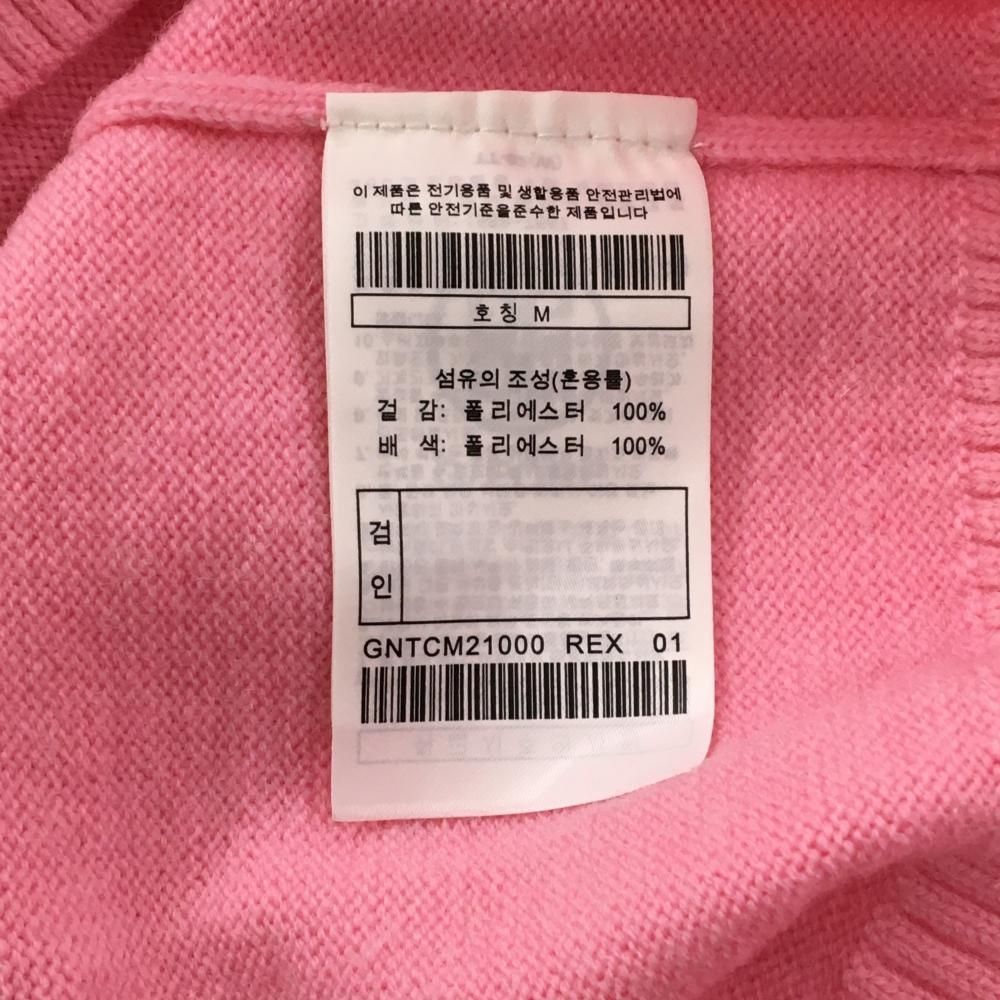 이 제품은 전기용품 및 생활용품 안전관리법에
따른 안전기준을준수한 제품입니다
호칭 M
섬유의 조성(혼용률)
겉 감: 폴리에스터 100%
배 색: 폴리에스터 100%
검
인
GNTCM21000 REX 01